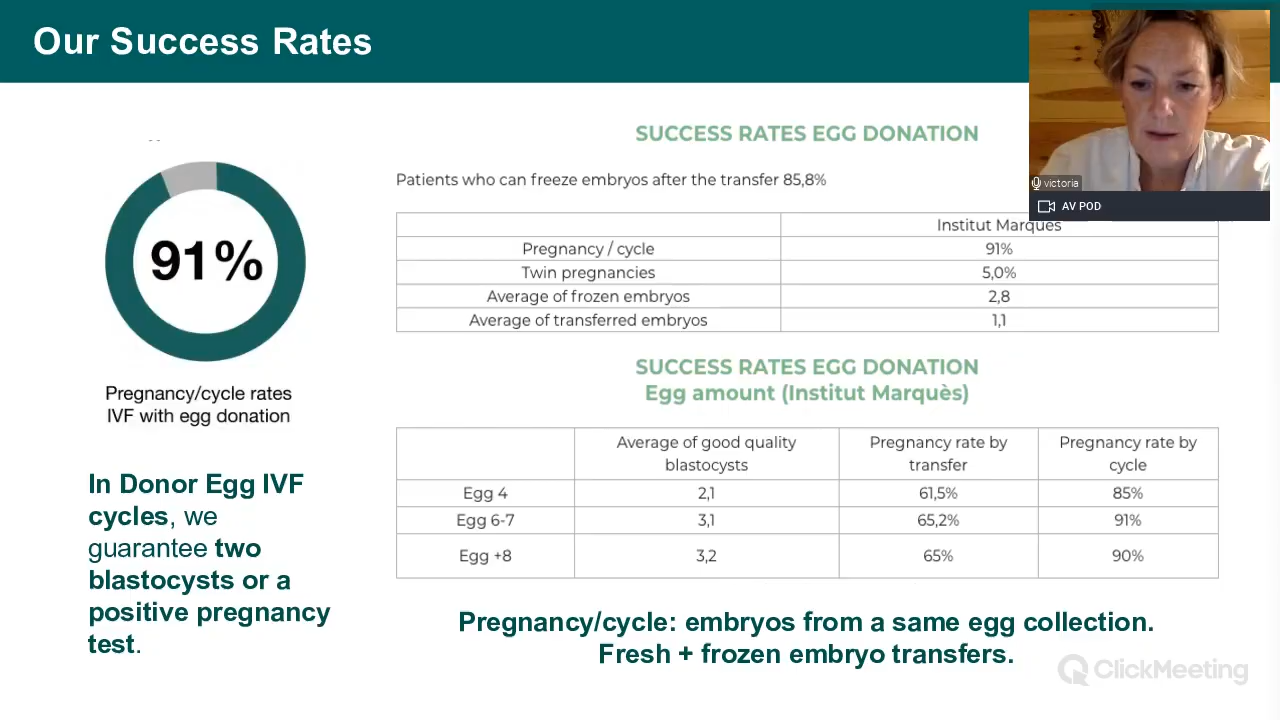 Our Success Rates
victoria
AV POD
91%
Pregnancy/cycle rates
IVF with egg donation
In Donor Egg IVF
cycles, we
guarantee two
blastocysts or a
positive pregnancy
test.
SUCCESS RATES EGG DONATION
Patients who can freeze embryos after the transfer 85,8%
Institut Marquès
Pregnancy / cycle 91%
Twin pregnancies 5,0%
Average of frozen embryos 2,8
Average of transferred embryos 1,1
SUCCESS RATES EGG DONATION
Egg amount (Institut Marquès)
Average of good quality blastocysts Pregnancy rate by transfer Pregnancy rate by cycle
Egg 4 2,1 61,5% 85%
Egg 6-7 3,1 65,2% 91%
Egg +8 3,2 65% 90%
Pregnancy/cycle: embryos from a same egg collection.
Fresh + frozen embryo transfers.
ClickMeeting